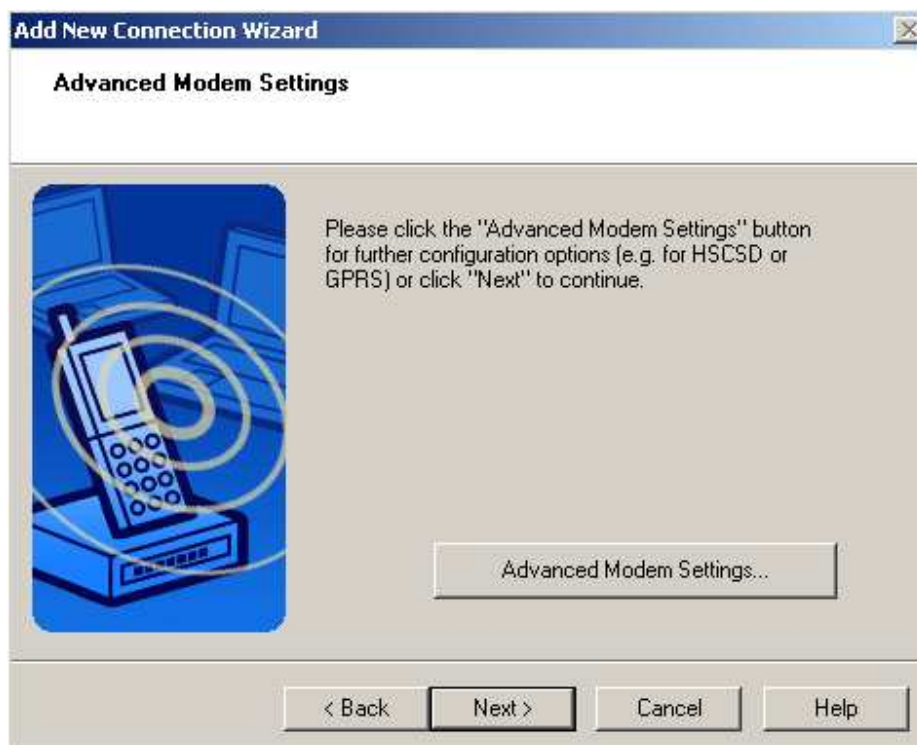 Add New Connection Wizard
Advanced Modem Settings
Please click the "Advanced Modem Settings" button
for further configuration options (e.g. for HSCSD or
GPRS) or click "Next" to continue.
Advanced Modem Settings...
< Back Next > Cancel Help